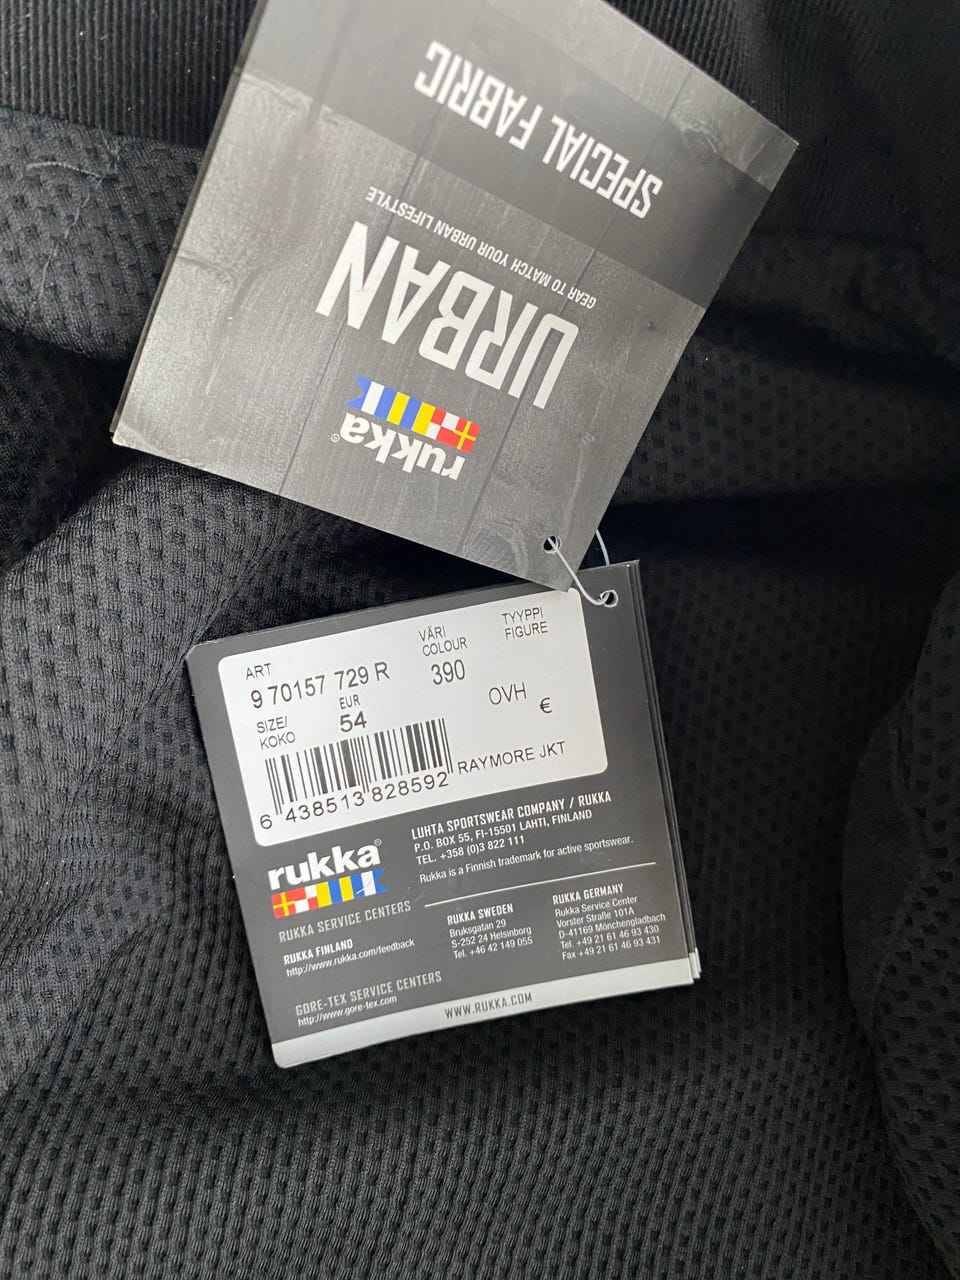 rukka®
URBAN
GEAR TO MATCH YOUR URBAN LIFESTYLE
SPECIAL FABRIC
ART
9 70157 729 R
VÄRI
COLOUR
390
TYYPPI
FIGURE
SIZE/
KOKO
EUR
54
OVH
€
6 438513 828592
RAYMORE JKT
rukka®
LUHTA SPORTSWEAR COMPANY / RUKKA
P.O. BOX 55, FI-15501 LAHTI, FINLAND
TEL. +358 (0)3 822 111
Rukka is a Finnish trademark for active sportswear.
RUKKA SERVICE CENTERS
RUKKA FINLAND
http://www.rukka.com/feedback
RUKKA SWEDEN
Bruksgatan 29
S-252 24 Helsinborg
Tel. +46 42 149 055
RUKKA GERMANY
Rukka Service Center
Vorster Straße 101A
D-41169 Mönchengladbach
Tel. +49 21 61 46 93 430
Fax +49 21 61 46 93 431
GORE-TEX SERVICE CENTERS
http://www.gore-tex.com
WWW.RUKKA.COM